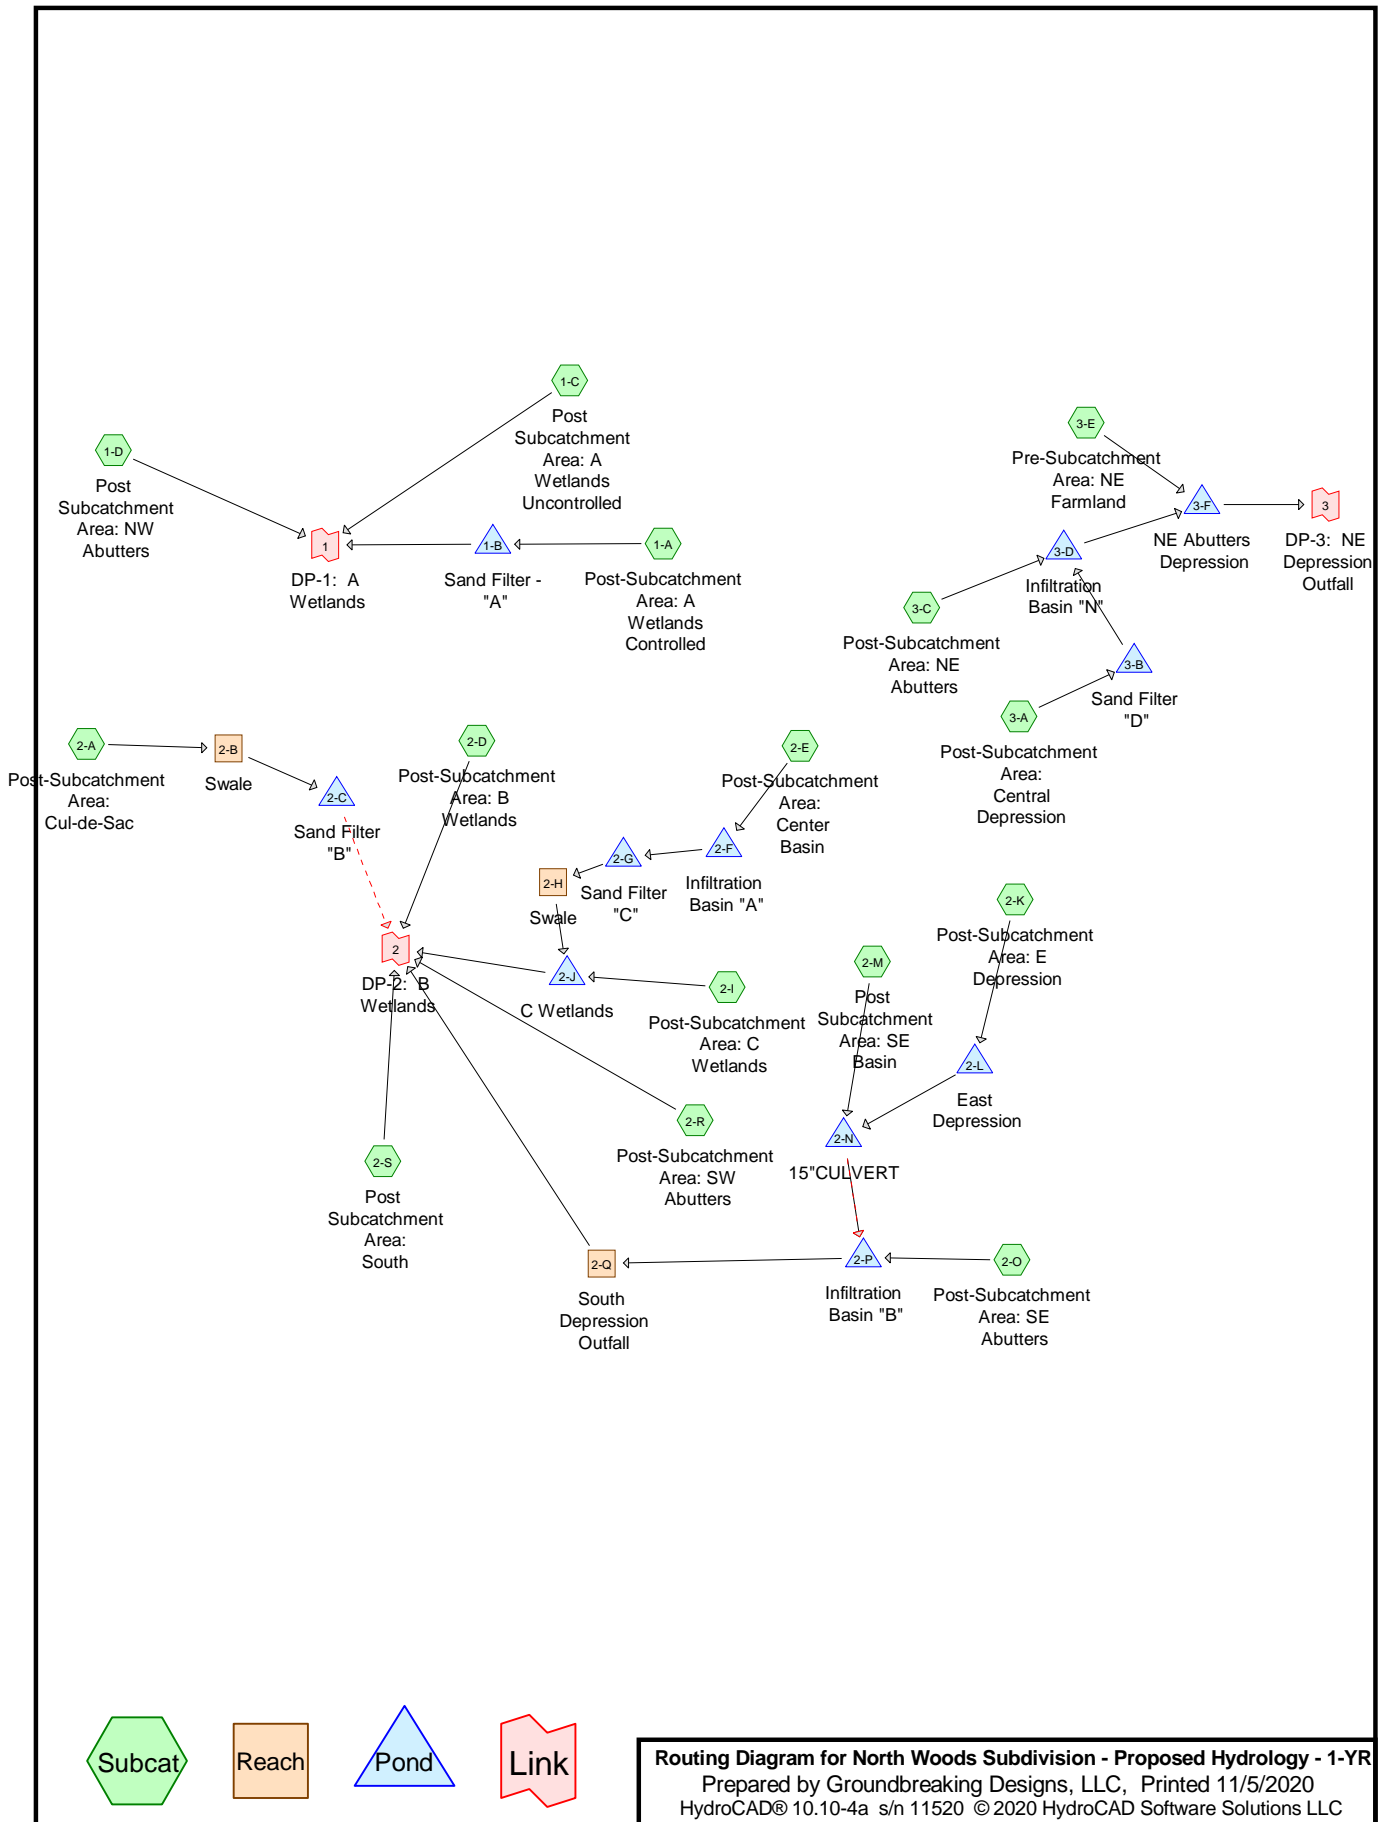 1-C
Post
Subcatchment
Area: A
Wetlands
Uncontrolled
1-D
Post
Subcatchment
Area: NW
Abutters
1
DP-1: A
Wetlands
1-B
Sand Filter -
"A"
1-A
Post-Subcatchment
Area: A
Wetlands
Controlled
3-E
Pre-Subcatchment
Area: NE
Farmland
3-F
NE Abutters
Depression
3
DP-3: NE
Depression
Outfall
3-D
Infiltration
Basin "N"
3-C
Post-Subcatchment
Area: NE
Abutters
3-B
Sand Filter
"D"
3-A
Post-Subcatchment
Area:
Central
Depression
2-A
Post-Subcatchment
Area:
Cul-de-Sac
2-B
Swale
2-C
Sand Filter
"B"
2-D
Post-Subcatchment
Area: B
Wetlands
2-E
Post-Subcatchment
Area:
Center
Basin
2-F
Infiltration
Basin "A"
2-G
Sand Filter
"C"
2-H
Swale
2
DP-2: B
Wetlands
2-J
C Wetlands
2-I
Post-Subcatchment
Area: C
Wetlands
2-K
Post-Subcatchment
Area: E
Depression
2-M
Post
Subcatchment
Area: SE
Basin
2-L
East
Depression
2-N
15"CULVERT
2-R
Post-Subcatchment
Area: SW
Abutters
2-S
Post
Subcatchment
Area:
South
2-Q
South
Depression
Outfall
2-P
Infiltration
Basin "B"
2-O
Post-Subcatchment
Area: SE
Abutters
Subcat
Reach
Pond
Link
Routing Diagram for North Woods Subdivision - Proposed Hydrology - 1-YR
Prepared by Groundbreaking Designs, LLC, Printed 11/5/2020
HydroCAD® 10.10-4a s/n 11520 © 2020 HydroCAD Software Solutions LLC